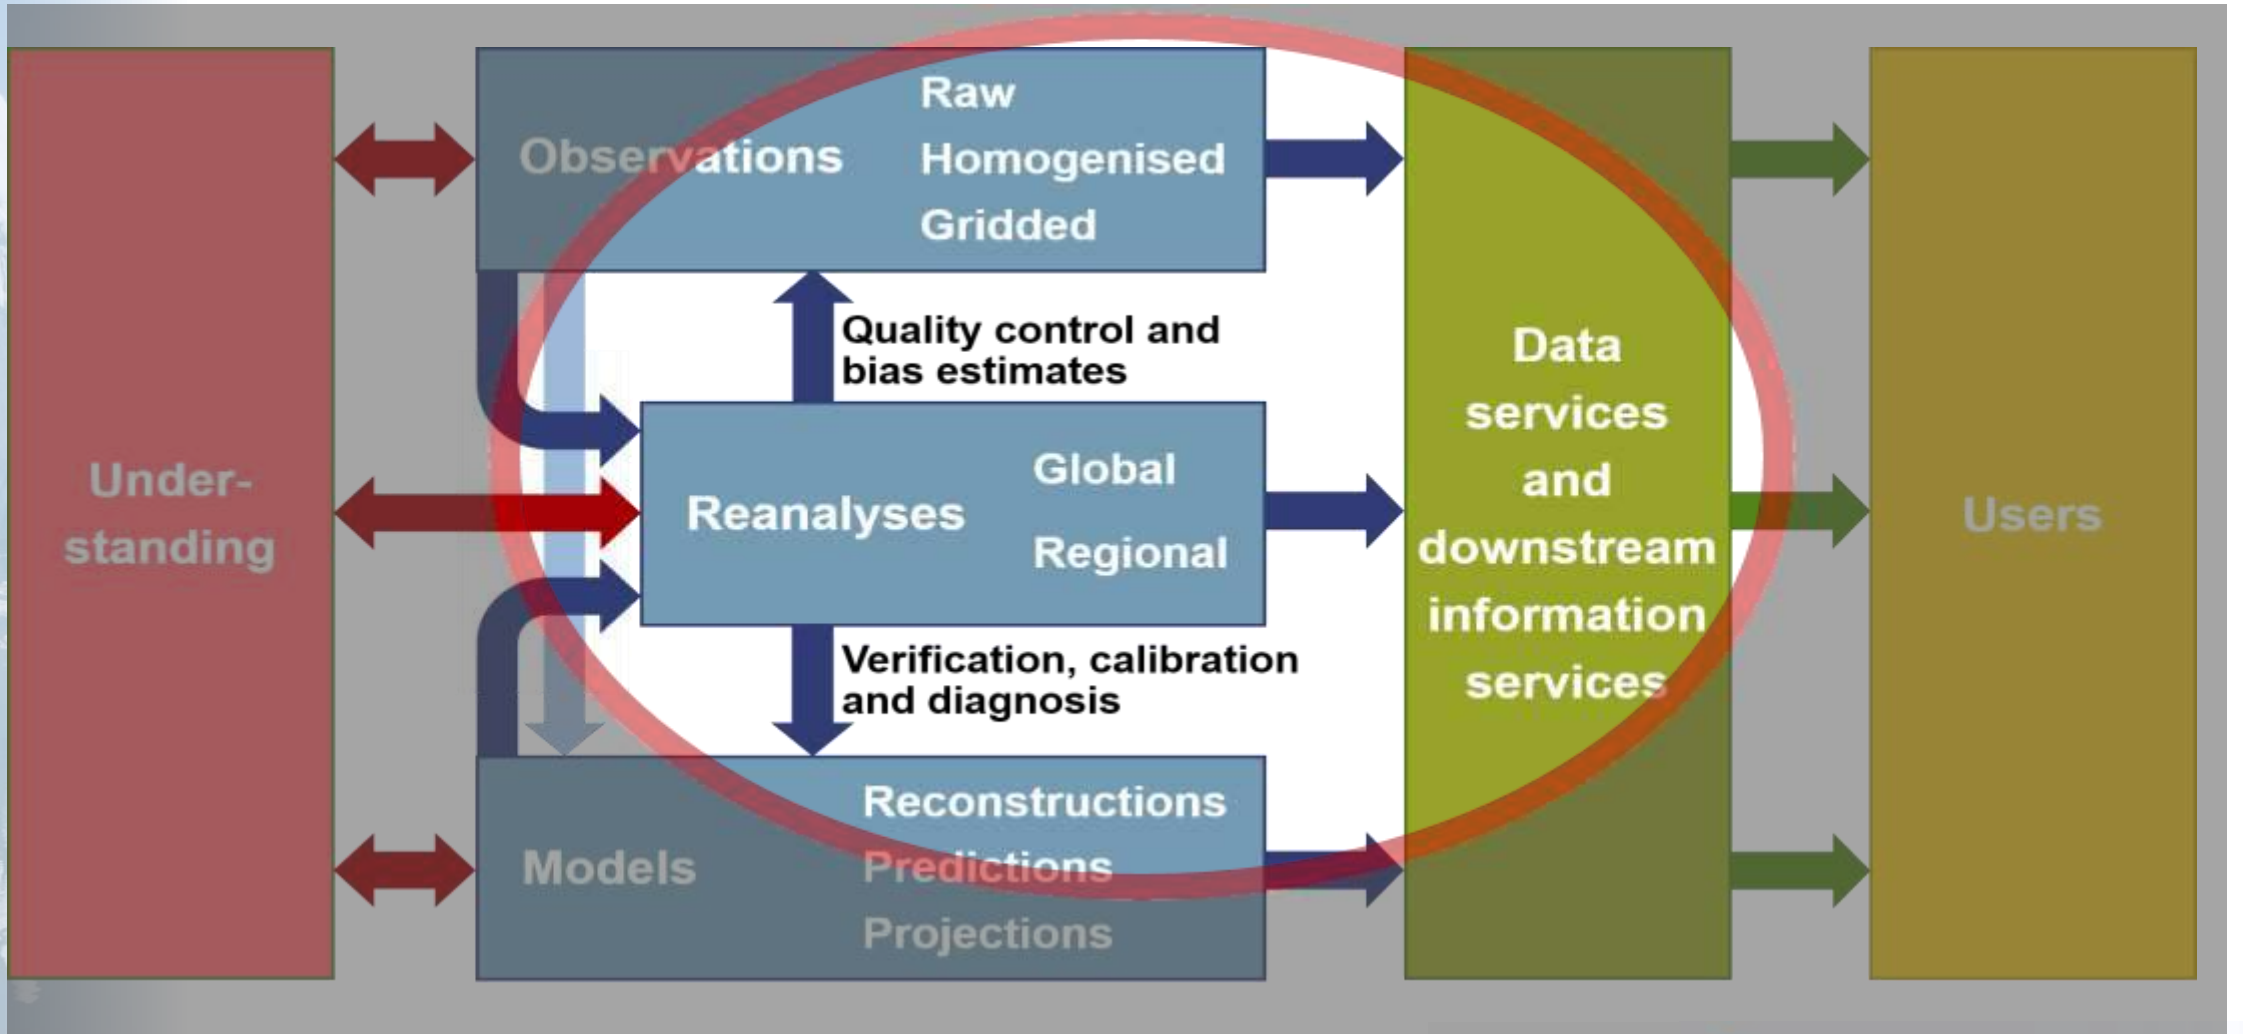 Under-
standing
Observations
Raw
Homogenised
Gridded
Quality control and
bias estimates
Reanalyses
Global
Regional
Verification, calibration
and diagnosis
Models
Reconstructions
Predictions
Projections
Data
services
and
downstream
information
services
Users